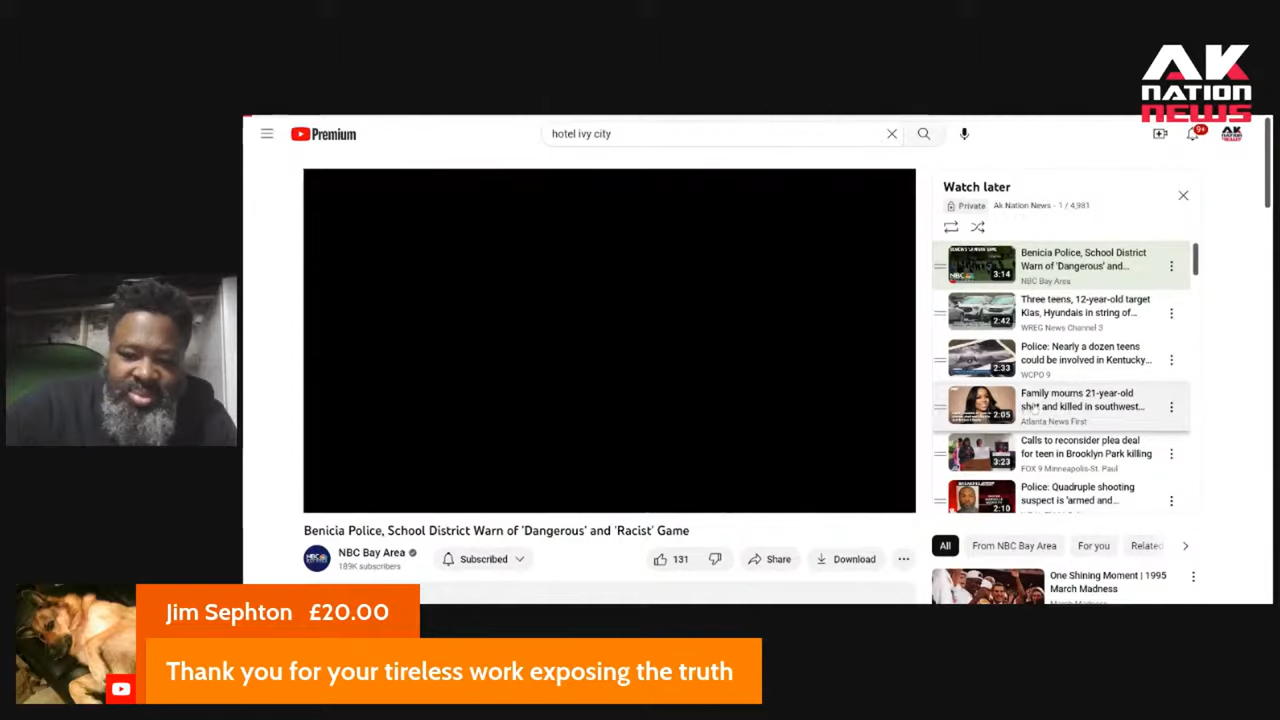 AK
NATION
NEWS
Premium
hotel ivy city
9+
Watch later
Private Ak Nation News - 1 / 4,981
Benicia Police, School District
Warn of 'Dangerous' and...
NBC Bay Area
3:14
Three teens, 12-year-old target
Kias, Hyundais in string of...
WREG News Channel 3
2:42
Police: Nearly a dozen teens
could be involved in Kentucky...
WCPO 9
2:33
Family mourns 21-year-old
shot and killed in southwest...
Atlanta News First
2:05
Calls to reconsider plea deal
for teen in Brooklyn Park killing
FOX 9 Minneapolis-St. Paul
3:23
Police: Quadruple shooting
suspect is 'armed and...
2:10
Benicia Police, School District Warn of 'Dangerous' and 'Racist' Game
NBC Bay Area
189K subscribers
Subscribed
131
Share
Download
All
From NBC Bay Area
For you
Related
One Shining Moment | 1995
March Madness
March Madness
Jim Sephton £20.00
Thank you for your tireless work exposing the truth